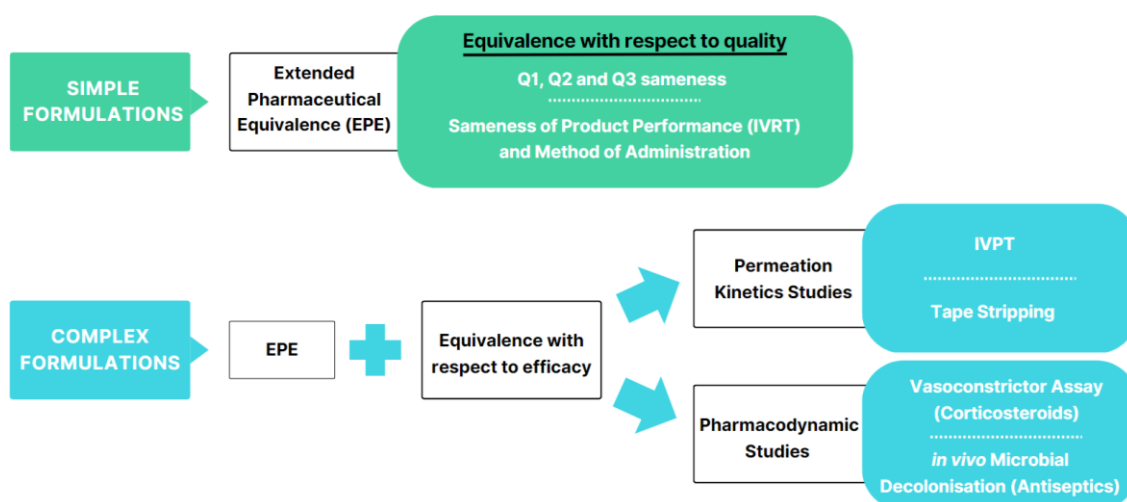 SIMPLE
FORMULATIONS
Extended
Pharmaceutical
Equivalence (EPE)
Equivalence with respect to quality
Q1, Q2 and Q3 sameness
Sameness of Product Performance (IVRT)
and Method of Administration
COMPLEX
FORMULATIONS
EPE
Equivalence with
respect to efficacy
Permeation
Kinetics Studies
IVPT
Tape Stripping
Pharmacodynamic
Studies
Vasoconstrictor Assay
(Corticosteroids)
in vivo Microbial
Decolonisation (Antiseptics)